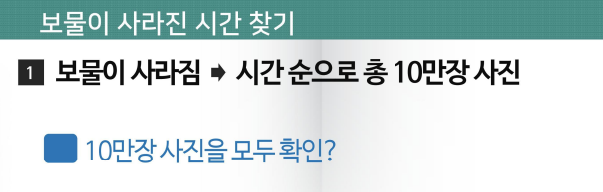 보물이 사라진 시간 찾기
1 보물이 사라짐 ➡ 시간 순으로 총 10만장 사진
10만장 사진을 모두 확인?